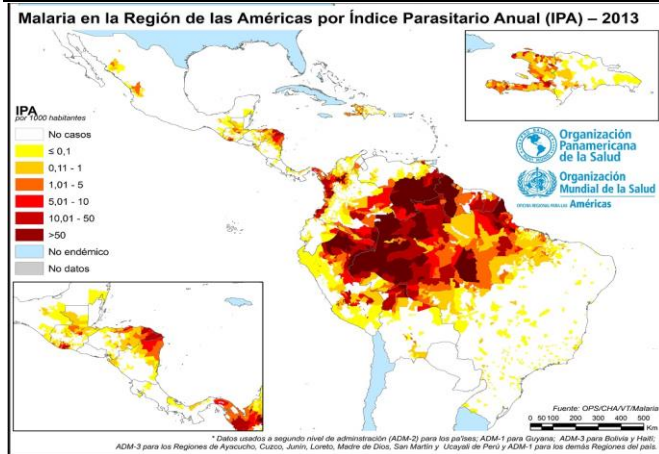 Malaria en la Región de las Américas por Índice Parasitario Anual (IPA) – 2013
IPA
por 1000 habitantes
No casos
≤ 0,1
0,11 - 1
1,01 - 5
5,01 - 10
10,01 - 50
>50
No endémico
No datos
Organización
Panamericana
de la Salud
Organización
Mundial de la Salud
OFICINA REGIONAL PARA LAS Américas
Fuente: OPS/CHA/VT/Malaria
0 50 100 200 300 400 500
Km
* Datos usados a segundo nivel de adminstración (ADM-2) para los países; ADM-1 para Guyana; ADM-3 para Bolivia y Haití;
ADM-3 para los Regiones de Ayacucho, Cuzco, Junin, Loreto, Madre de Dios, San Martín y Ucayali de Perú y ADM-1 para los demás Regiones del país.